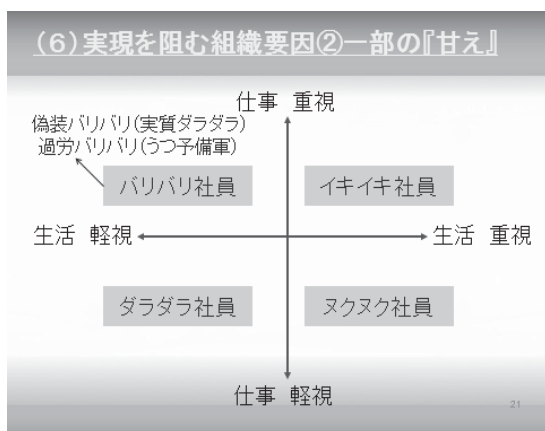 (6)実現を阻む組織要因②一部の『甘え』
仕事 重視
偽装バリバリ(実質ダラダラ)
過労バリバリ(うつ予備軍)
バリバリ社員
イキイキ社員
生活 軽視
生活 重視
ダラダラ社員
ヌクヌク社員
仕事 軽視
21